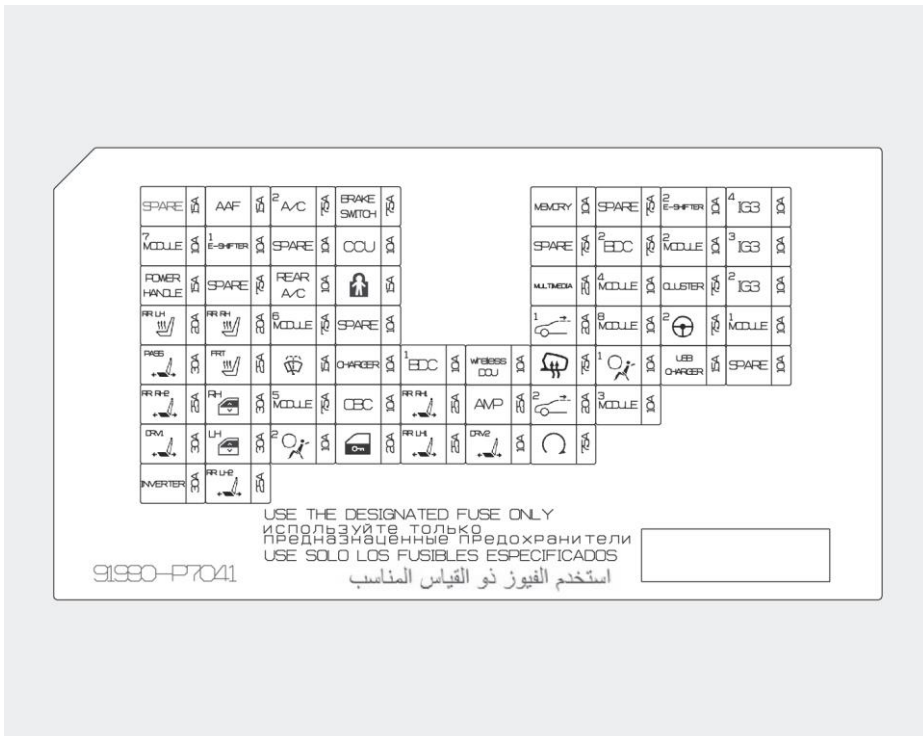 SPARE 15A AAF 15A 2 A/C 7.5A BRAKE SWITCH 7.5A MEMORY 10A SPARE 7.5A 2 E-SHIFTER 10A 4 IG3 10A
7 MODULE 10A 1 E-SHIFTER 10A SPARE 10A CCU 10A SPARE 15A 2 BDC 7.5A 2 MODULE 10A 3 IG3 10A
POWER HANDLE 15A SPARE 7.5A REAR A/C 10A 15A MULTIMEDIA 25A 4 MODULE 10A CLUSTER 7.5A 2 IG3 10A
RR LH 20A RR RH 20A 6 MODULE 7.5A SPARE 10A 1 20A 8 MODULE 10A 2 7.5A 1 MODULE 10A
PASS 25A FRT 30A 15A CHARGER 10A 1 BDC 10A wireless DCU 10A 10A 1 10A USB CHARGER 15A SPARE 10A
RR RH2 25A RH 30A 5 MODULE 7.5A OBC 10A RR RH1 25A AMP 25A 2 20A 3 MODULE 10A
DRV1 30A LH 30A 2 10A 20A RR LH1 25A DRV2 10A 7.5A
INVERTER 30A RR LH2 25A
USE THE DESIGNATED FUSE ONLY
используйте только
предназнаценные предохранители
USE SOLO LOS FUSIBLES ESPECIFICADOS
استخدم الفيوز ذو القياس المناسب
91990-P7041